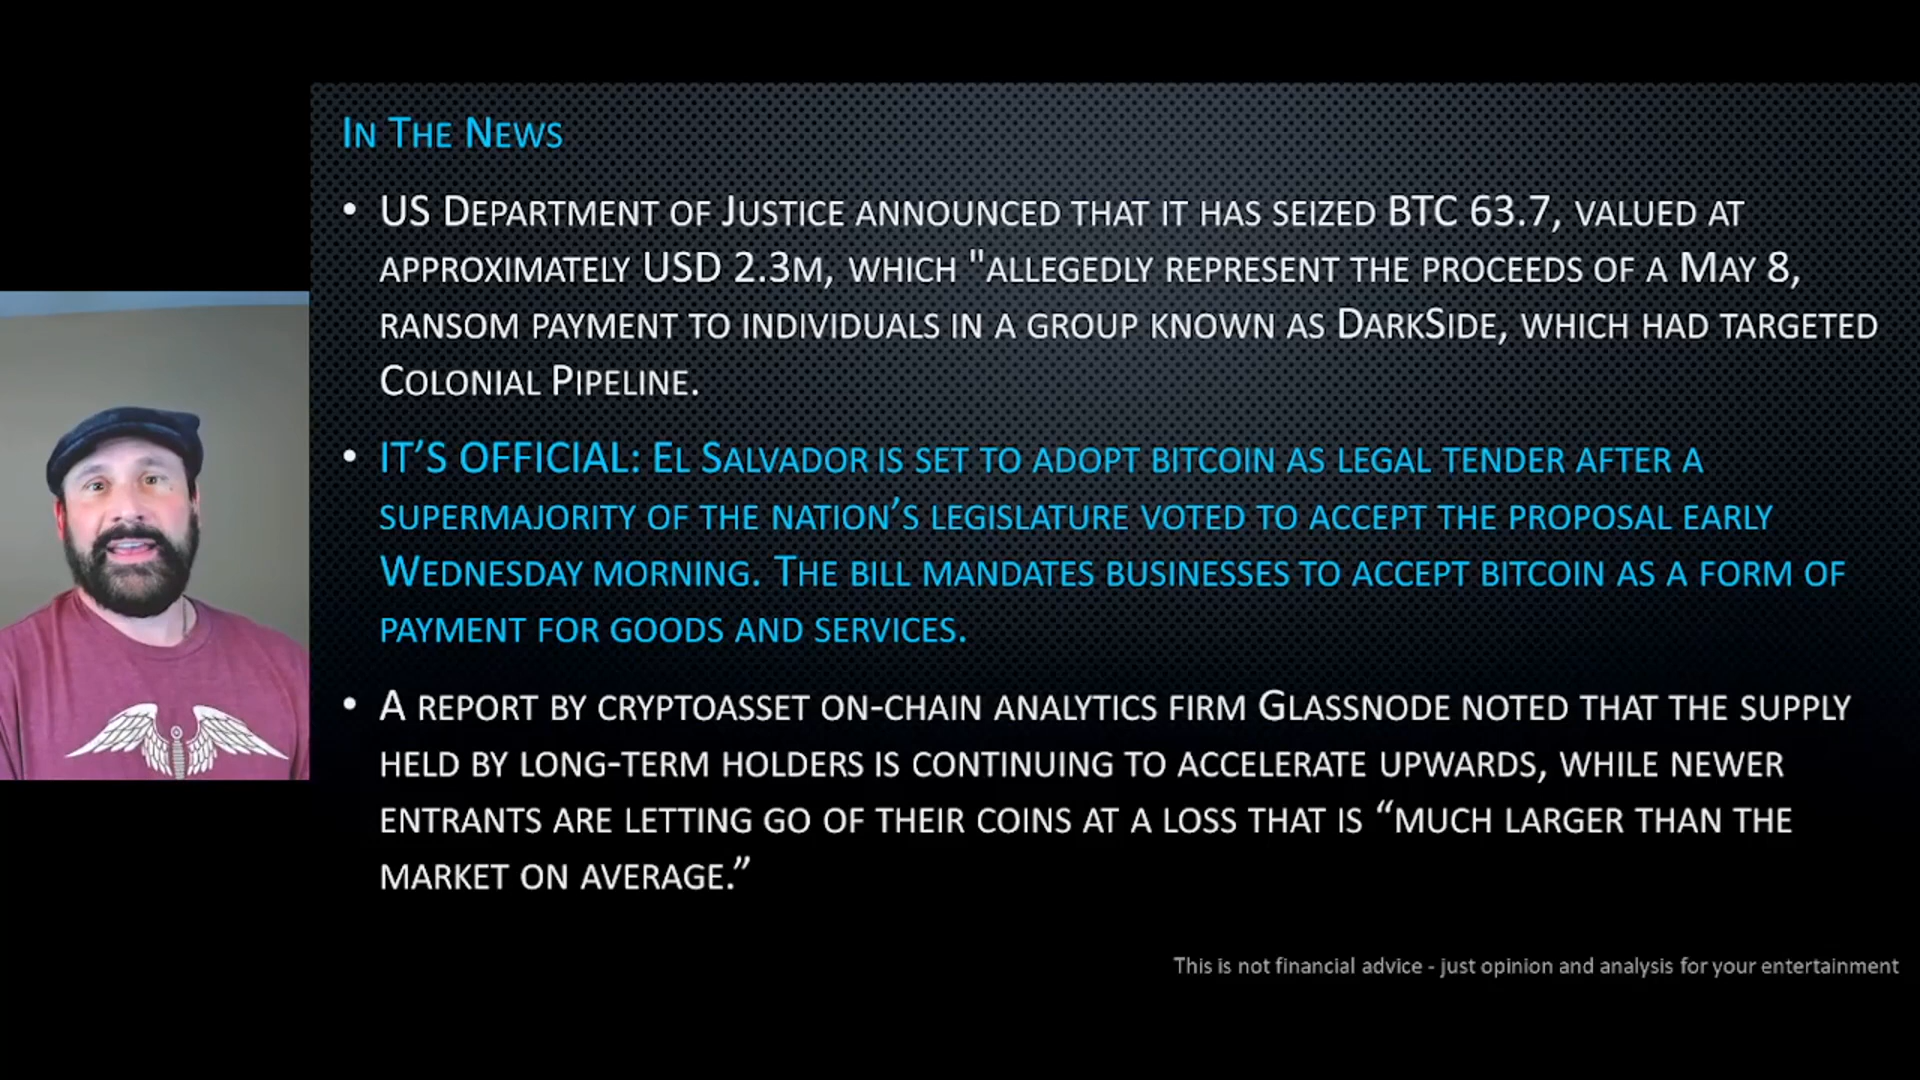 In The News
• US Department of Justice announced that it has seized BTC 63.7, valued at
approximately USD 2.3m, which "allegedly represent the proceeds of a May 8,
ransom payment to individuals in a group known as DarkSide, which had targeted
Colonial Pipeline.
• IT’S OFFICIAL: El Salvador is set to adopt bitcoin as legal tender after a
supermajority of the nation’s legislature voted to accept the proposal early
Wednesday morning. The bill mandates businesses to accept bitcoin as a form of
payment for goods and services.
• A report by cryptoasset on-chain analytics firm Glassnode noted that the supply
held by long-term holders is continuing to accelerate upwards, while newer
entrants are letting go of their coins at a loss that is “much larger than the
market on average.”
This is not financial advice - just opinion and analysis for your entertainment